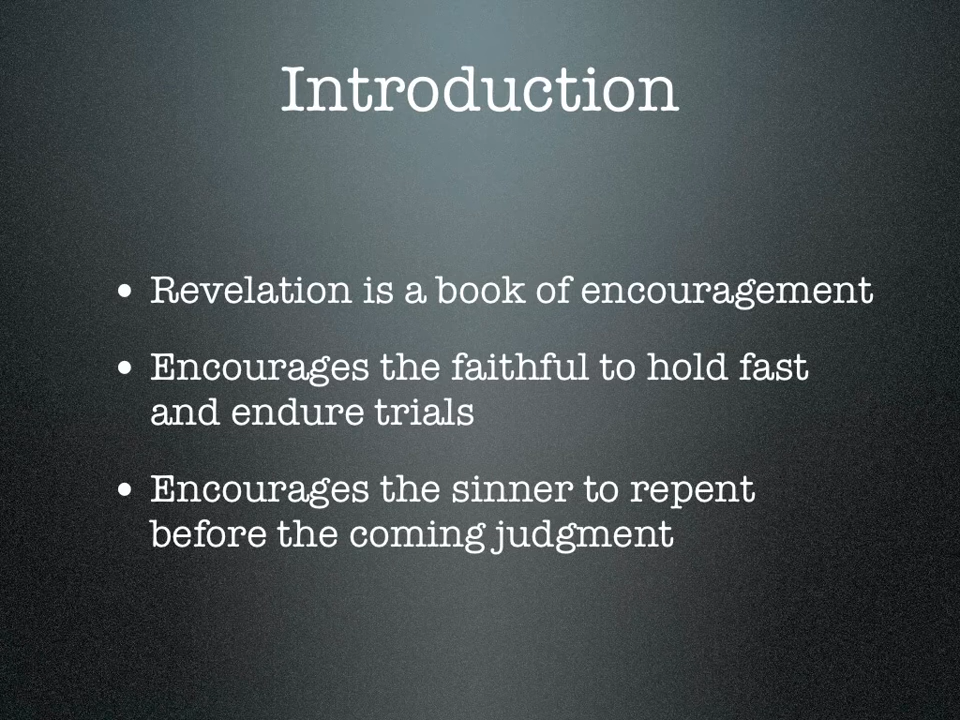 Introduction
• Revelation is a book of encouragement
• Encourages the faithful to hold fast
and endure trials
• Encourages the sinner to repent
before the coming judgment